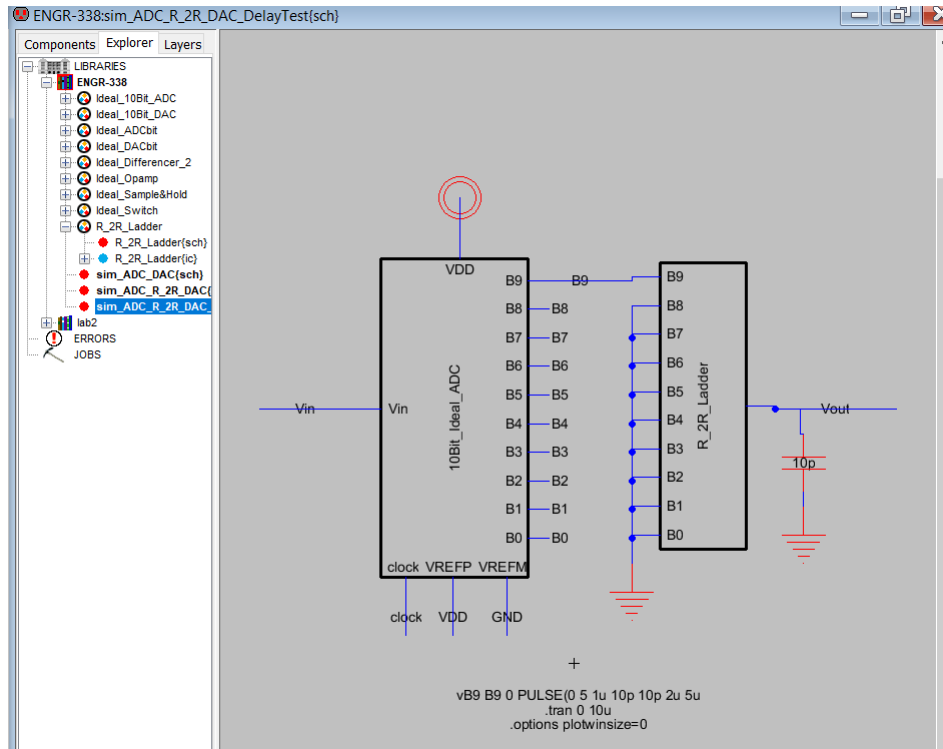 ENGR-338:sim_ADC_R_2R_DAC_DelayTest{sch}
Components Explorer Layers
LIBRARIES
ENGR-338
Ideal_10Bit_ADC
Ideal_10Bit_DAC
Ideal_ADCbit
Ideal_DACbit
Ideal_Differencer_2
Ideal_Opamp
Ideal_Sample&Hold
Ideal_Switch
R_2R_Ladder
R_2R_Ladder{sch}
R_2R_Ladder{ic}
sim_ADC_DAC{sch}
sim_ADC_R_2R_DAC{
sim_ADC_R_2R_DAC_
lab2
ERRORS
JOBS
VDD
B9 B9 B9
B8 B8 B8
B7 B7 B7
B6 B6 B6
B5 B5 B5
B4 B4 B4
B3 B3 B3
B2 B2 B2
B1 B1 B1
B0 B0 B0
10Bit_Ideal_ADC
R_2R_Ladder
Vin Vin
Vout
10p
clock VREFP VREFM
clock VDD GND
vB9 B9 0 PULSE(0 5 1u 10p 10p 2u 5u
.tran 0 10u
.options plotwinsize=0